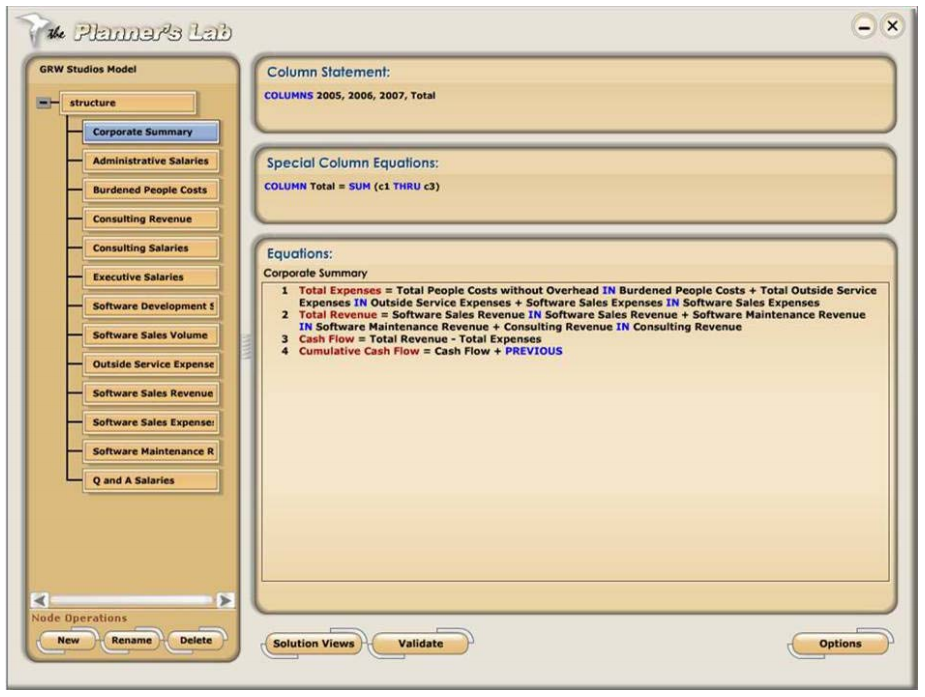 the Planner's Lab
GRW Studios Model
structure
Corporate Summary
Administrative Salaries
Burdened People Costs
Consulting Revenue
Consulting Salaries
Executive Salaries
Software Development S
Software Sales Volume
Outside Service Expense
Software Sales Revenue
Software Sales Expenses
Software Maintenance R
Q and A Salaries
Node Operations
New Rename Delete
Column Statement:
COLUMNS 2005, 2006, 2007, Total
Special Column Equations:
COLUMN Total = SUM (c1 THRU c3)
Equations:
Corporate Summary
1 Total Expenses = Total People Costs without Overhead IN Burdened People Costs + Total Outside Service
Expenses IN Outside Service Expenses + Software Sales Expenses IN Software Sales Expenses
2 Total Revenue = Software Sales Revenue IN Software Sales Revenue + Software Maintenance Revenue
IN Software Maintenance Revenue + Consulting Revenue IN Consulting Revenue
3 Cash Flow = Total Revenue - Total Expenses
4 Cumulative Cash Flow = Cash Flow + PREVIOUS
Solution Views Validate Options